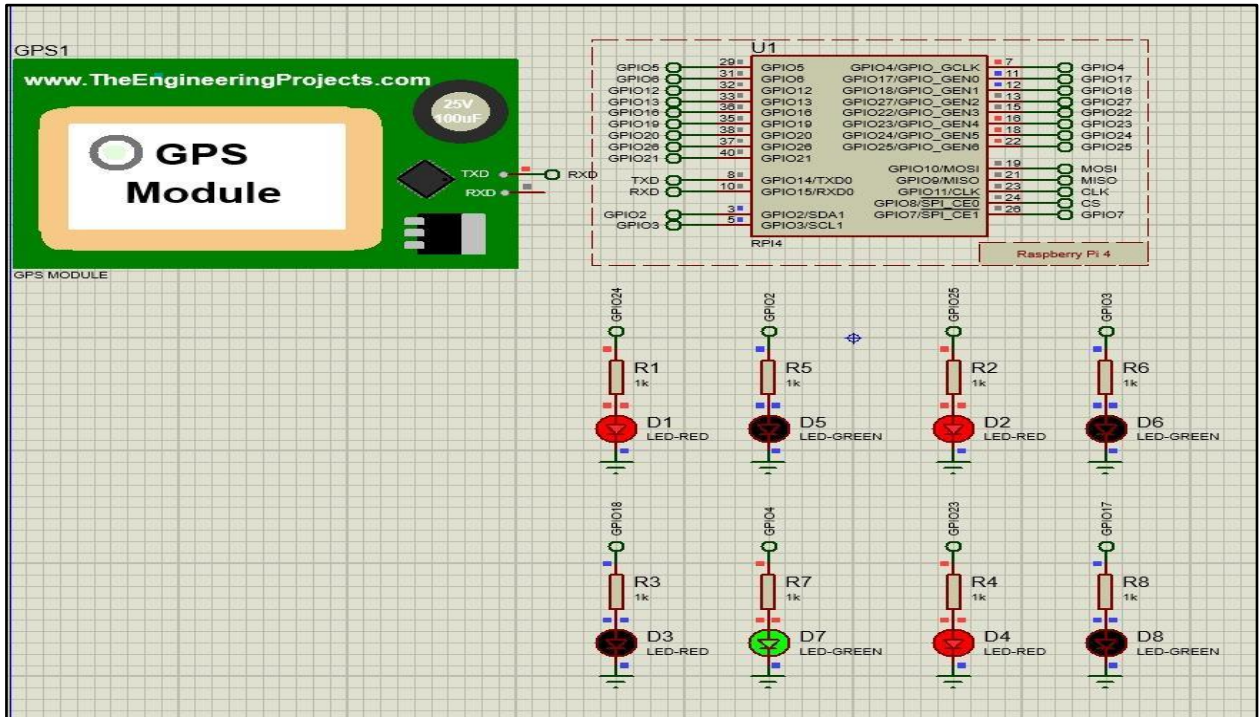 GPS1
www.TheEngineeringProjects.com
25V
100uF
GPS
Module
TXD
RXD
RXD
GPS MODULE
U1
GPIO5 29 GPIO5 GPIO4/GPIO_GCLK 7 GPIO4
GPIO6 31 GPIO6 GPIO17/GPIO_GEN0 11 GPIO17
GPIO12 32 GPIO12 GPIO18/GPIO_GEN1 12 GPIO18
GPIO13 33 GPIO13 GPIO27/GPIO_GEN2 13 GPIO27
GPIO16 36 GPIO16 GPIO22/GPIO_GEN3 15 GPIO22
GPIO19 35 GPIO19 GPIO23/GPIO_GEN4 16 GPIO23
GPIO20 38 GPIO20 GPIO24/GPIO_GEN5 18 GPIO24
GPIO26 37 GPIO26 GPIO25/GPIO_GEN6 22 GPIO25
GPIO21 40 GPIO21
GPIO10/MOSI 19 MOSI
TXD 8 GPIO14/TXD0 GPIO9/MISO 21 MISO
RXD 10 GPIO15/RXD0 GPIO11/CLK 23 CLK
GPIO8/SPI_CE0 24 CS
GPIO2 3 GPIO2/SDA1 GPIO7/SPI_CE1 26 GPIO7
GPIO3 5 GPIO3/SCL1
RPI4
Raspberry Pi 4
GPIO24 GPIO2 GPIO25 GPIO3
R1 R5 R2 R6
1k 1k 1k 1k
D1 D5 D2 D6
LED-RED LED-GREEN LED-RED LED-GREEN
GPIO18 GPIO4 GPIO23 GPIO17
R3 R7 R4 R8
1k 1k 1k 1k
D3 D7 D4 D8
LED-RED LED-GREEN LED-RED LED-GREEN